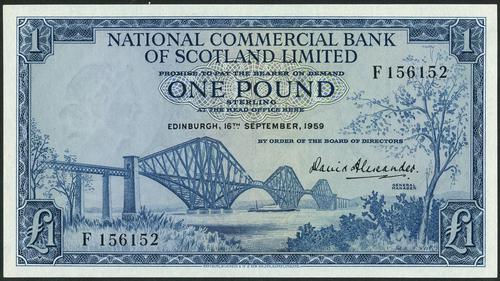 1
1
NATIONAL COMMERCIAL BANK
OF SCOTLAND LIMITED
PROMISE TO PAY THE BEARER ON DEMAND
F 156152
ONE POUND
STERLING
AT THE HEAD OFFICE HERE
EDINBURGH, 16TH SEPTEMBER, 1959
BY ORDER OF THE BOARD OF DIRECTORS
David Alexander
GENERAL
MANAGER
F 156152
£1
£1